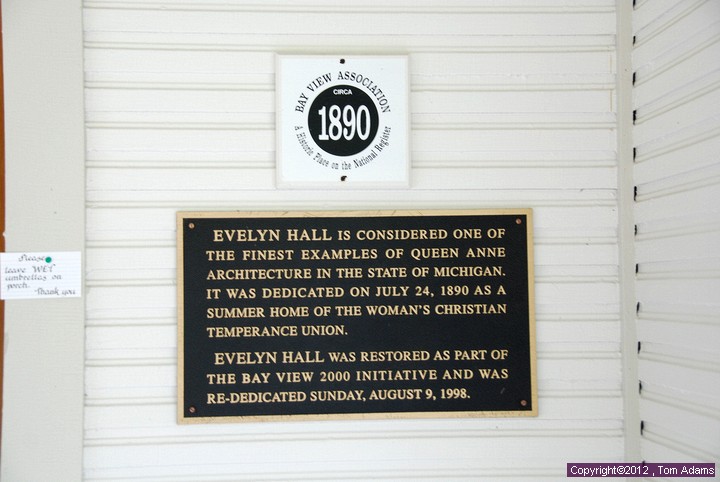 BAY VIEW ASSOCIATION
CIRCA
1890
A Historic Place on the National Register
EVELYN HALL IS CONSIDERED ONE OF
THE FINEST EXAMPLES OF QUEEN ANNE
ARCHITECTURE IN THE STATE OF MICHIGAN.
IT WAS DEDICATED ON JULY 24, 1890 AS A
SUMMER HOME OF THE WOMAN'S CHRISTIAN
TEMPERANCE UNION.
EVELYN HALL WAS RESTORED AS PART OF
THE BAY VIEW 2000 INITIATIVE AND WAS
RE-DEDICATED SUNDAY, AUGUST 9, 1998.
Please
leave "WET"
umbrellas on
porch.
Thank you
Copyright©2012 , Tom Adams